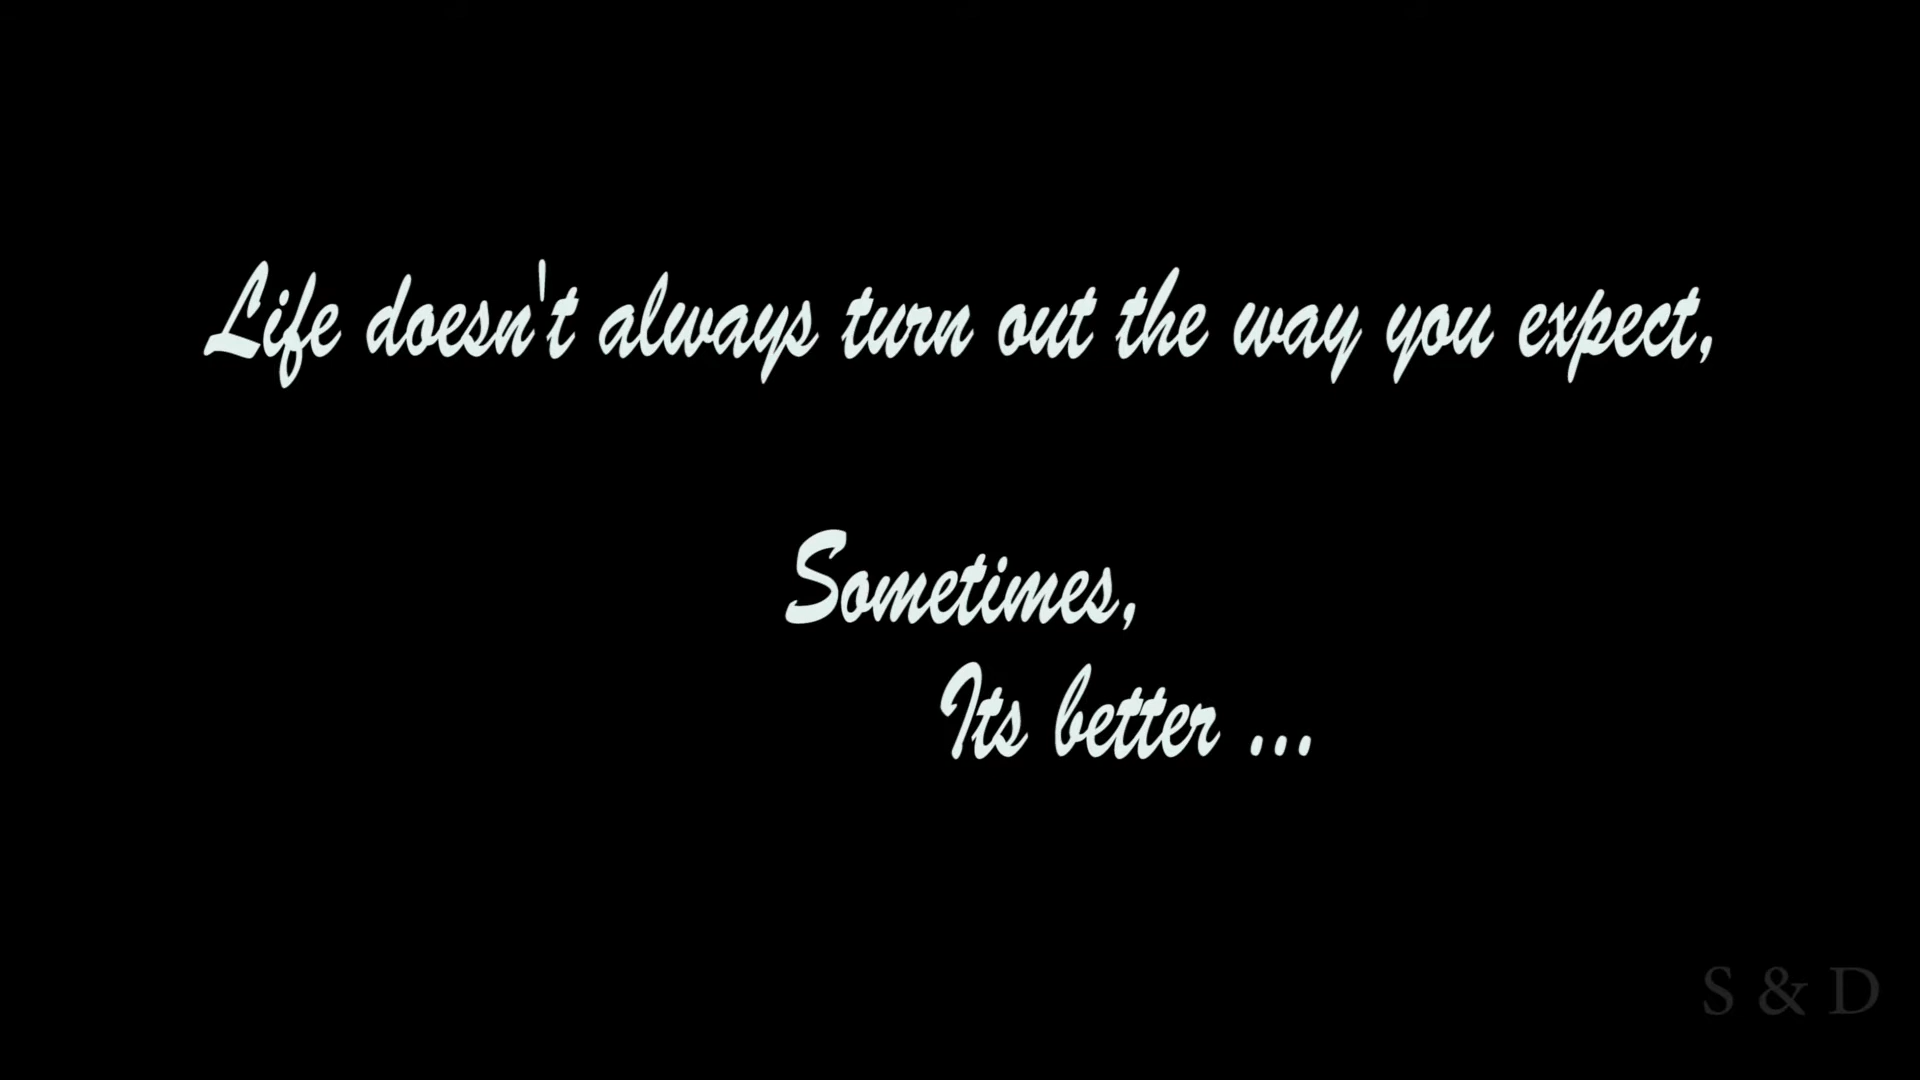 Life doesn't always turn out the way you expect,
Sometimes,
Its better ...
S & D